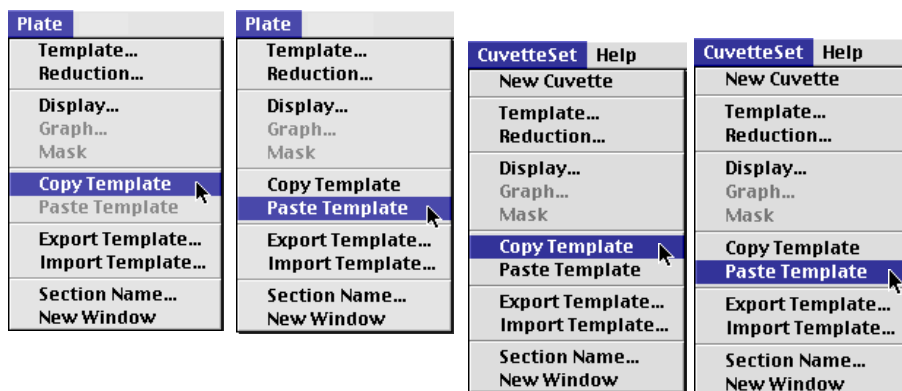 Plate
Template...
Reduction...
Display...
Graph...
Mask
Copy Template
Paste Template
Export Template...
Import Template...
Section Name...
New Window
Plate
Template...
Reduction...
Display...
Graph...
Mask
Copy Template
Paste Template
Export Template...
Import Template...
Section Name...
New Window
CuvetteSet Help
New Cuvette
Template...
Reduction...
Display...
Graph...
Mask
Copy Template
Paste Template
Export Template...
Import Template...
Section Name...
New Window
CuvetteSet Help
New Cuvette
Template...
Reduction...
Display...
Graph...
Mask
Copy Template
Paste Template
Export Template...
Import Template...
Section Name...
New Window